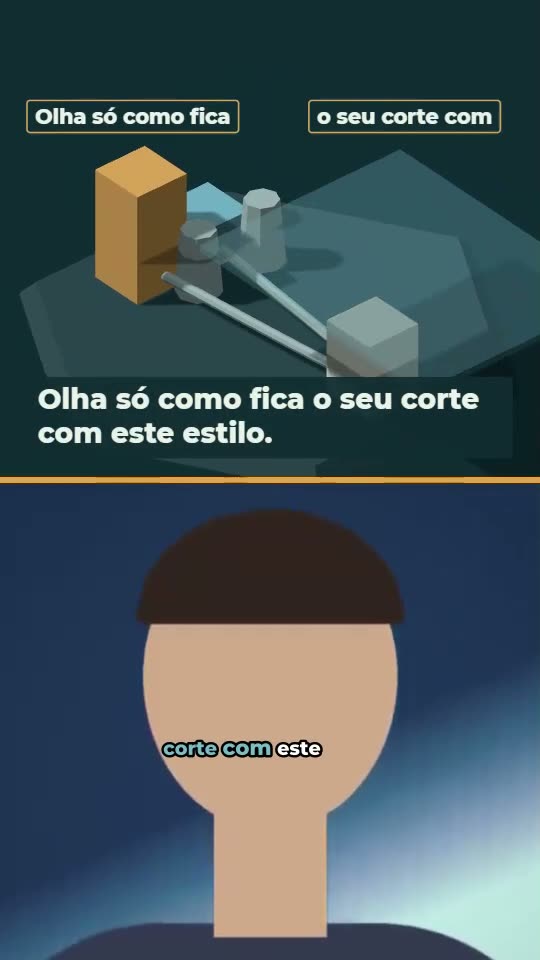 Olha só como fica
o seu corte com
Olha só como fica o seu corte
com este estilo.
corte com este